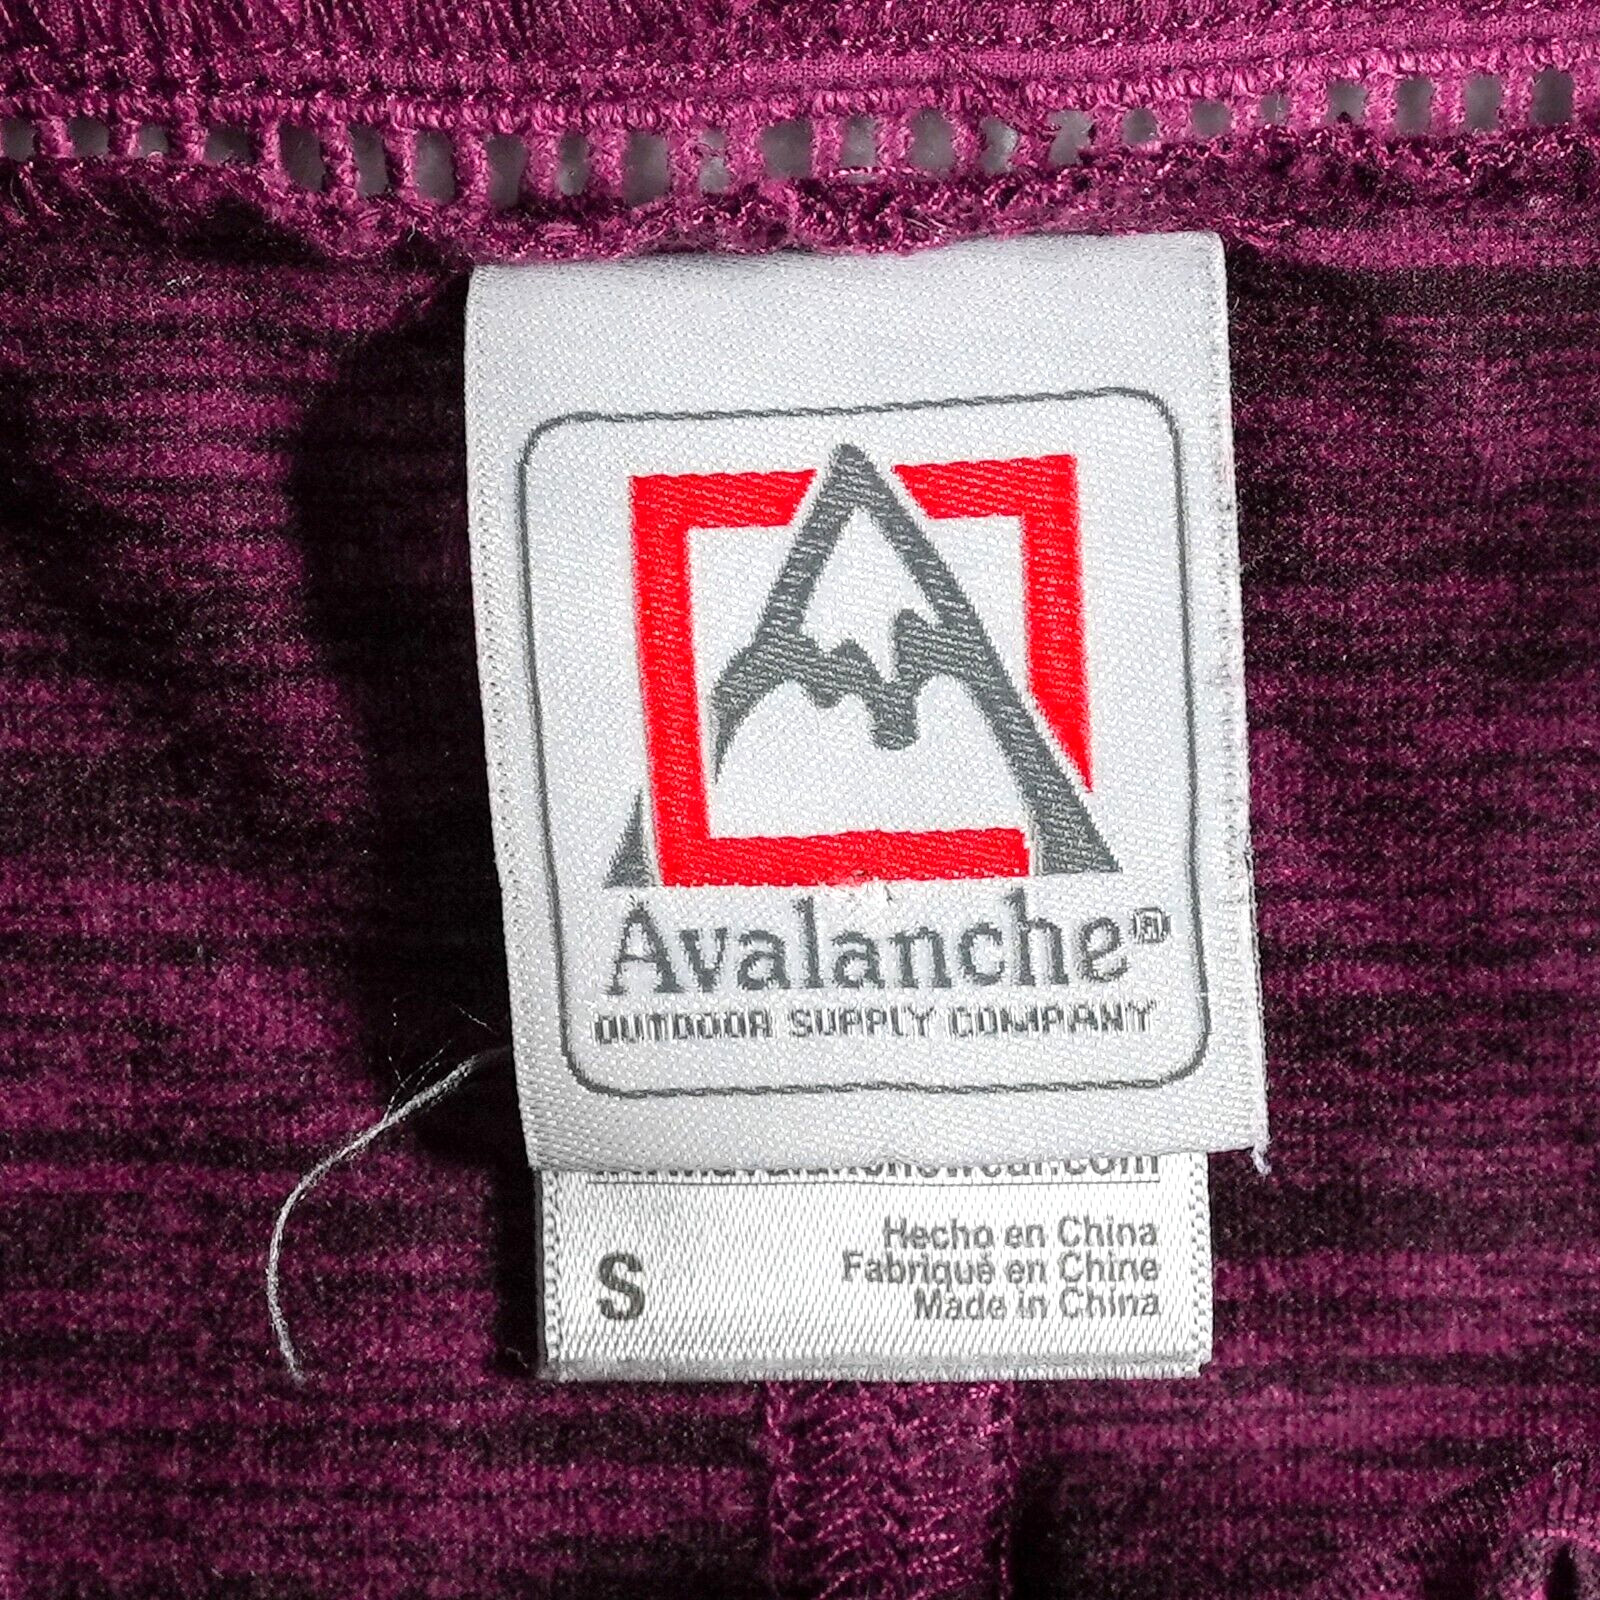 Avalanche®
OUTDOOR SUPPLY COMPANY
S
Hecho en China
Fabriqué en Chine
Made in China